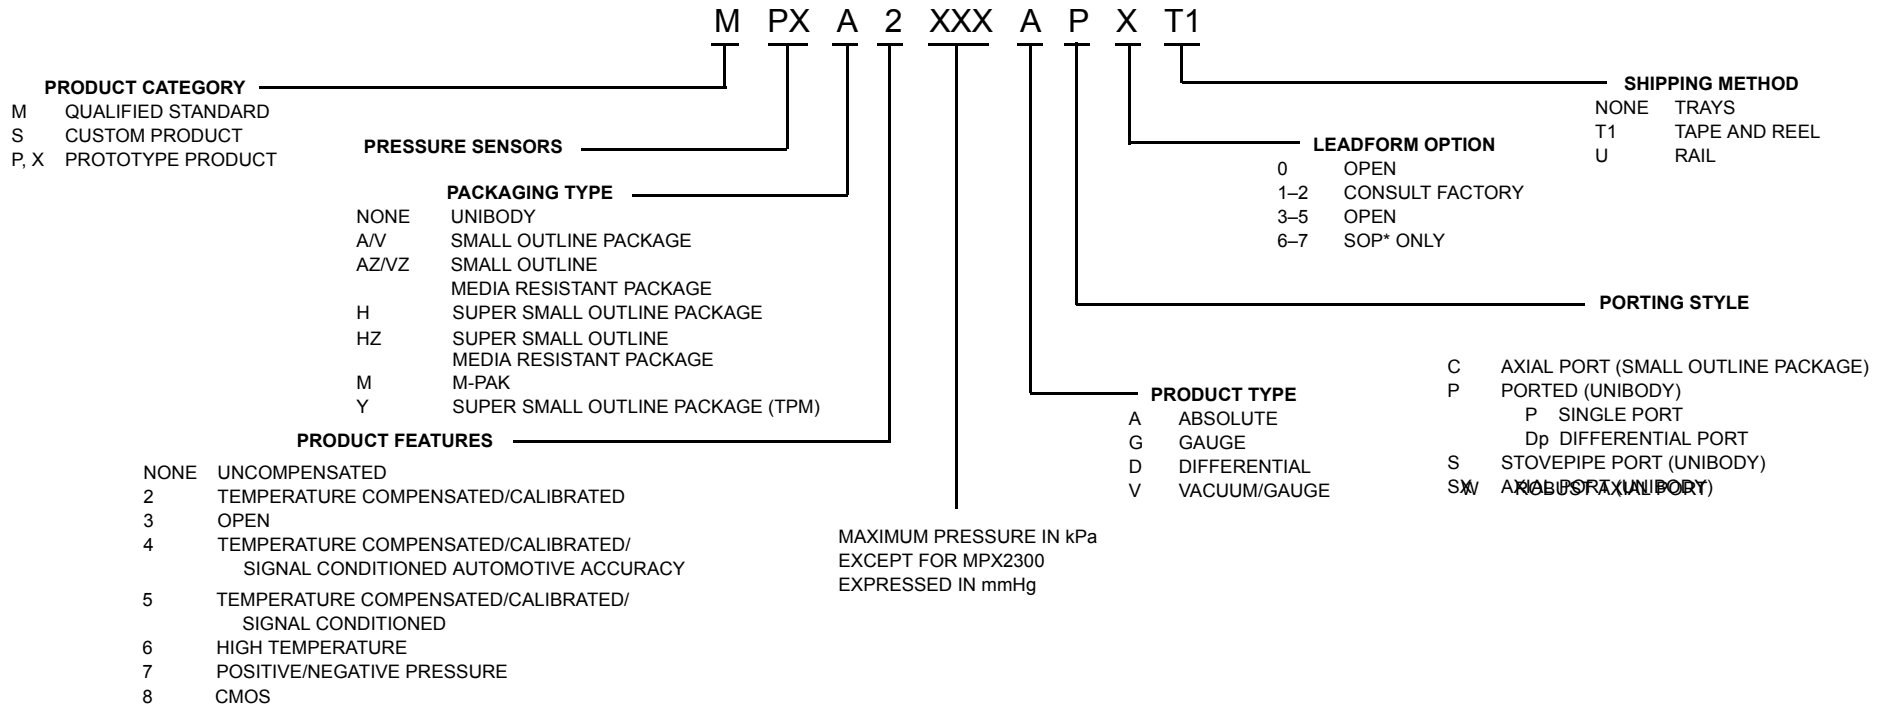 M PX A 2 XXX A P X T1
PRODUCT CATEGORY
M QUALIFIED STANDARD
S CUSTOM PRODUCT
P, X PROTOTYPE PRODUCT
PRESSURE SENSORS
PACKAGING TYPE
NONE UNIBODY
A/V SMALL OUTLINE PACKAGE
AZ/VZ SMALL OUTLINE
MEDIA RESISTANT PACKAGE
H SUPER SMALL OUTLINE PACKAGE
HZ SUPER SMALL OUTLINE
MEDIA RESISTANT PACKAGE
M M-PAK
Y SUPER SMALL OUTLINE PACKAGE (TPM)
PRODUCT FEATURES
NONE UNCOMPENSATED
2 TEMPERATURE COMPENSATED/CALIBRATED
3 OPEN
4 TEMPERATURE COMPENSATED/CALIBRATED/
SIGNAL CONDITIONED AUTOMOTIVE ACCURACY
5 TEMPERATURE COMPENSATED/CALIBRATED/
SIGNAL CONDITIONED
6 HIGH TEMPERATURE
7 POSITIVE/NEGATIVE PRESSURE
8 CMOS
MAXIMUM PRESSURE IN kPa
EXCEPT FOR MPX2300
EXPRESSED IN mmHg
PRODUCT TYPE
A ABSOLUTE
G GAUGE
D DIFFERENTIAL
V VACUUM/GAUGE
SHIPPING METHOD
NONE TRAYS
T1 TAPE AND REEL
U RAIL
LEADFORM OPTION
0 OPEN
1–2 CONSULT FACTORY
3–5 OPEN
6–7 SOP* ONLY
PORTING STYLE
C AXIAL PORT (SMALL OUTLINE PACKAGE)
P PORTED (UNIBODY)
P SINGLE PORT
Dp DIFFERENTIAL PORT
S STOVEPIPE PORT (UNIBODY)
SX AXIAL PORT (UNIBODY)
W ROBUST AXIAL PORT